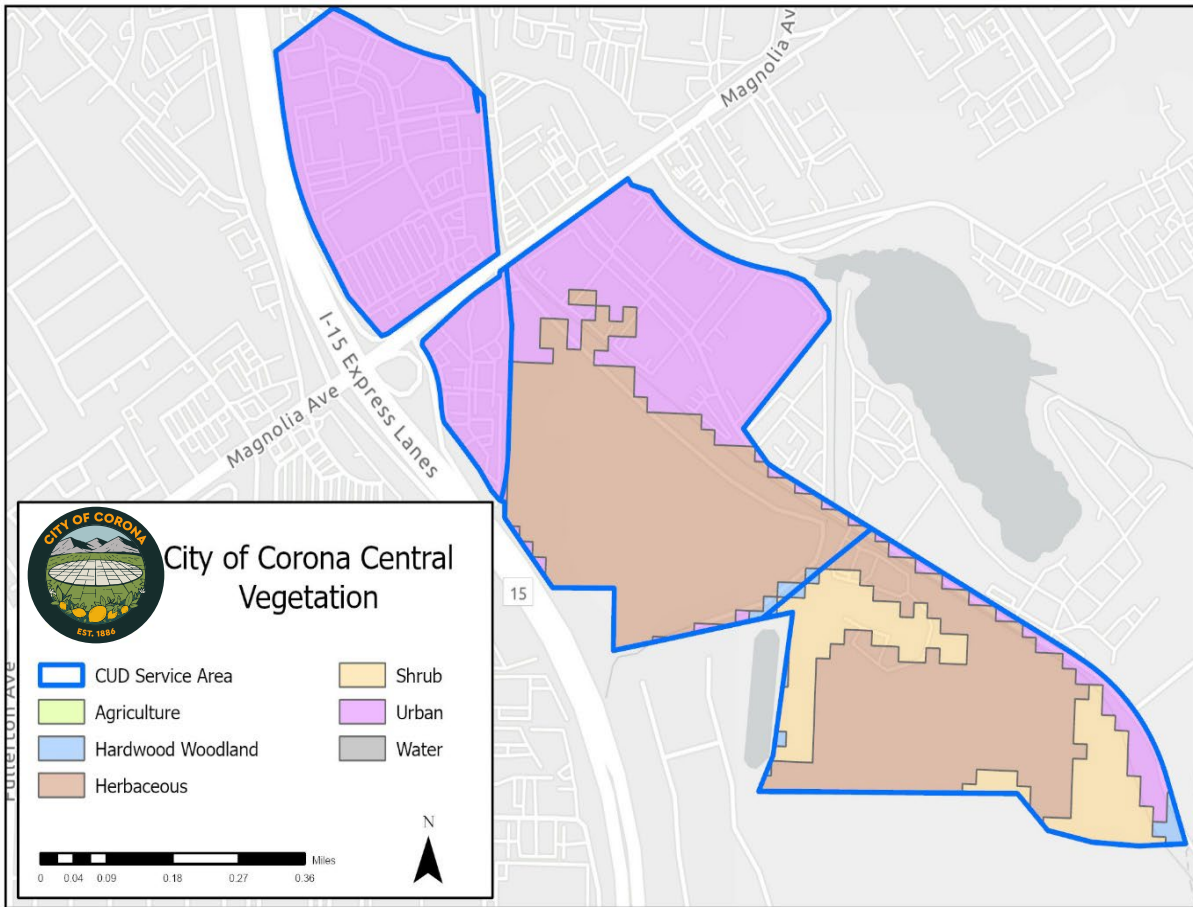 Magnolia Av
I-15 Express Lanes
Magnolia Ave
15
Fullerton Ave
CITY OF CORONA
EST. 1886
City of Corona Central
Vegetation
CUD Service Area
Agriculture
Hardwood Woodland
Herbaceous
Shrub
Urban
Water
N
Miles
0 0.04 0.09 0.18 0.27 0.36